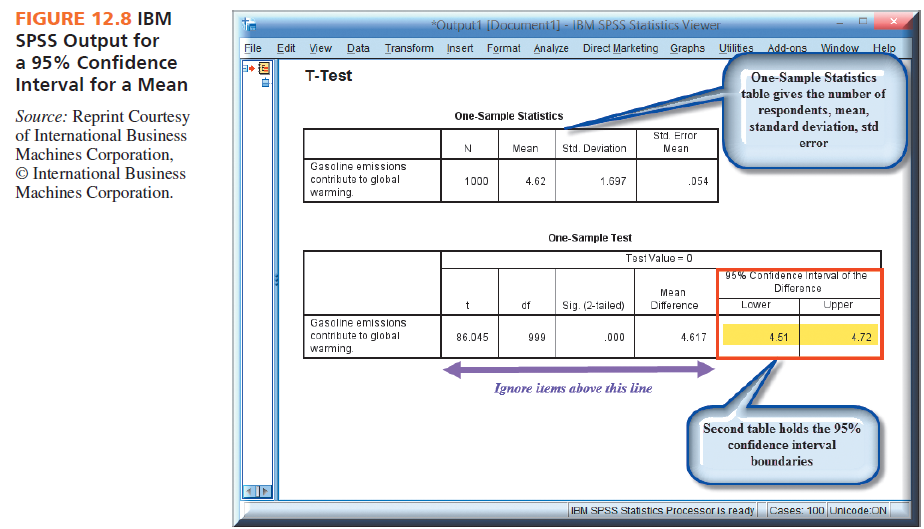 FIGURE 12.8 IBM
SPSS Output for
a 95% Confidence
Interval for a Mean
Source: Reprint Courtesy
of International Business
Machines Corporation,
© International Business
Machines Corporation.
*Output1 [Document1] - IBM SPSS Statistics Viewer
File Edit View Data Transform Insert Format Analyze Direct Marketing Graphs Utilities Add-ons Window Help
T-Test
One-Sample Statistics
table gives the number of
respondents, mean,
standard deviation, std
error
One-Sample Statistics
N Mean Std. Deviation Std. Error
Mean
Gasoline emissions
contribute to global
warming.
1000 4.62 1.697 .054
One-Sample Test
Test Value = 0
t df Sig. (2-tailed) Mean
Difference
95% Confidence Interval of the
Difference
Lower Upper
Gasoline emissions
contribute to global
warming.
86.045 999 .000 4.617 4.51 4.72
Ignore items above this line
Second table holds the 95%
confidence interval
boundaries
IBM SPSS Statistics Processor is ready Cases: 100 Unicode:ON